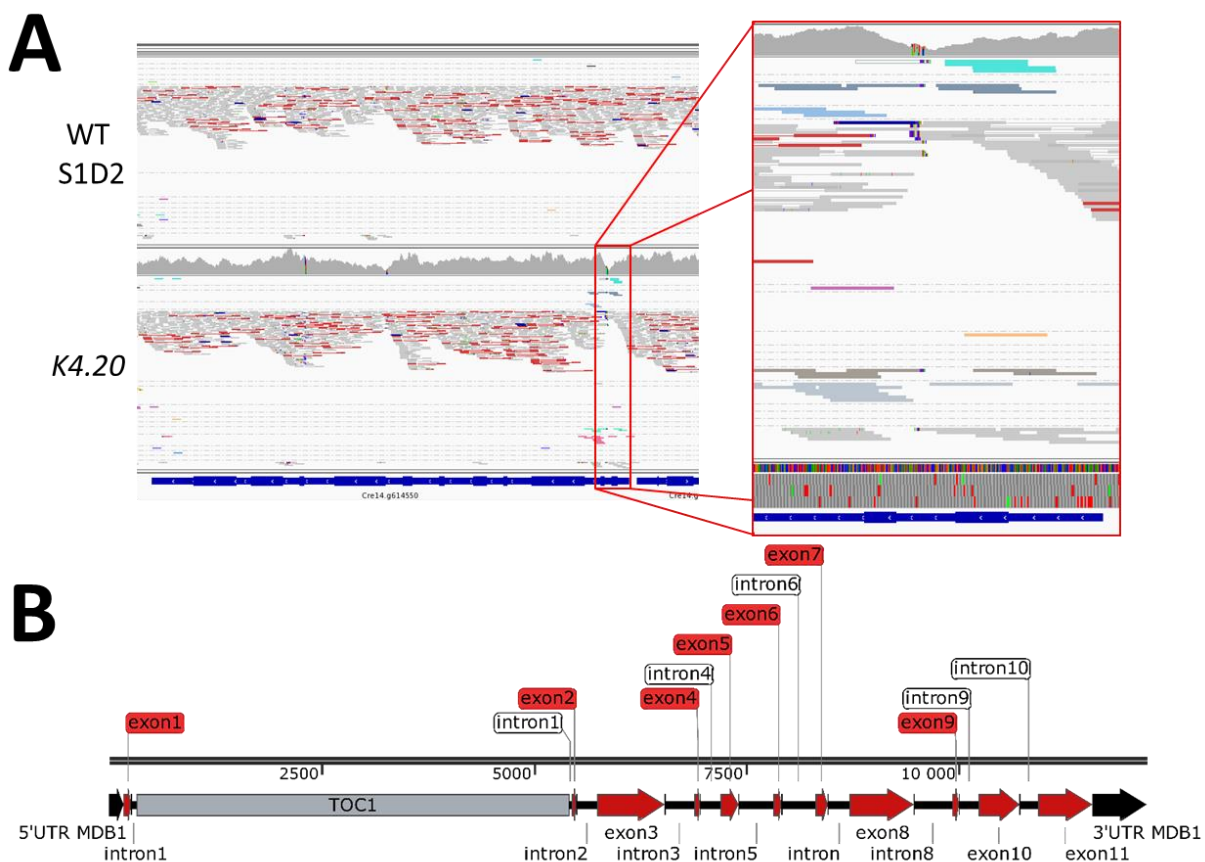 A
WT
S1D2
K4.20
Cre14.g614550
Cre14.g
B
exon7
intron6
exon6
exon5
intron4
intron10
exon2
exon4
intron9
exon1
intron1
exon9
2500
5000
7500
10 000
TOC1
5'UTR MDB1
exon3
exon8
3'UTR MDB1
intron1
intron2
intron3
intron5
intron
intron8
exon10
exon11